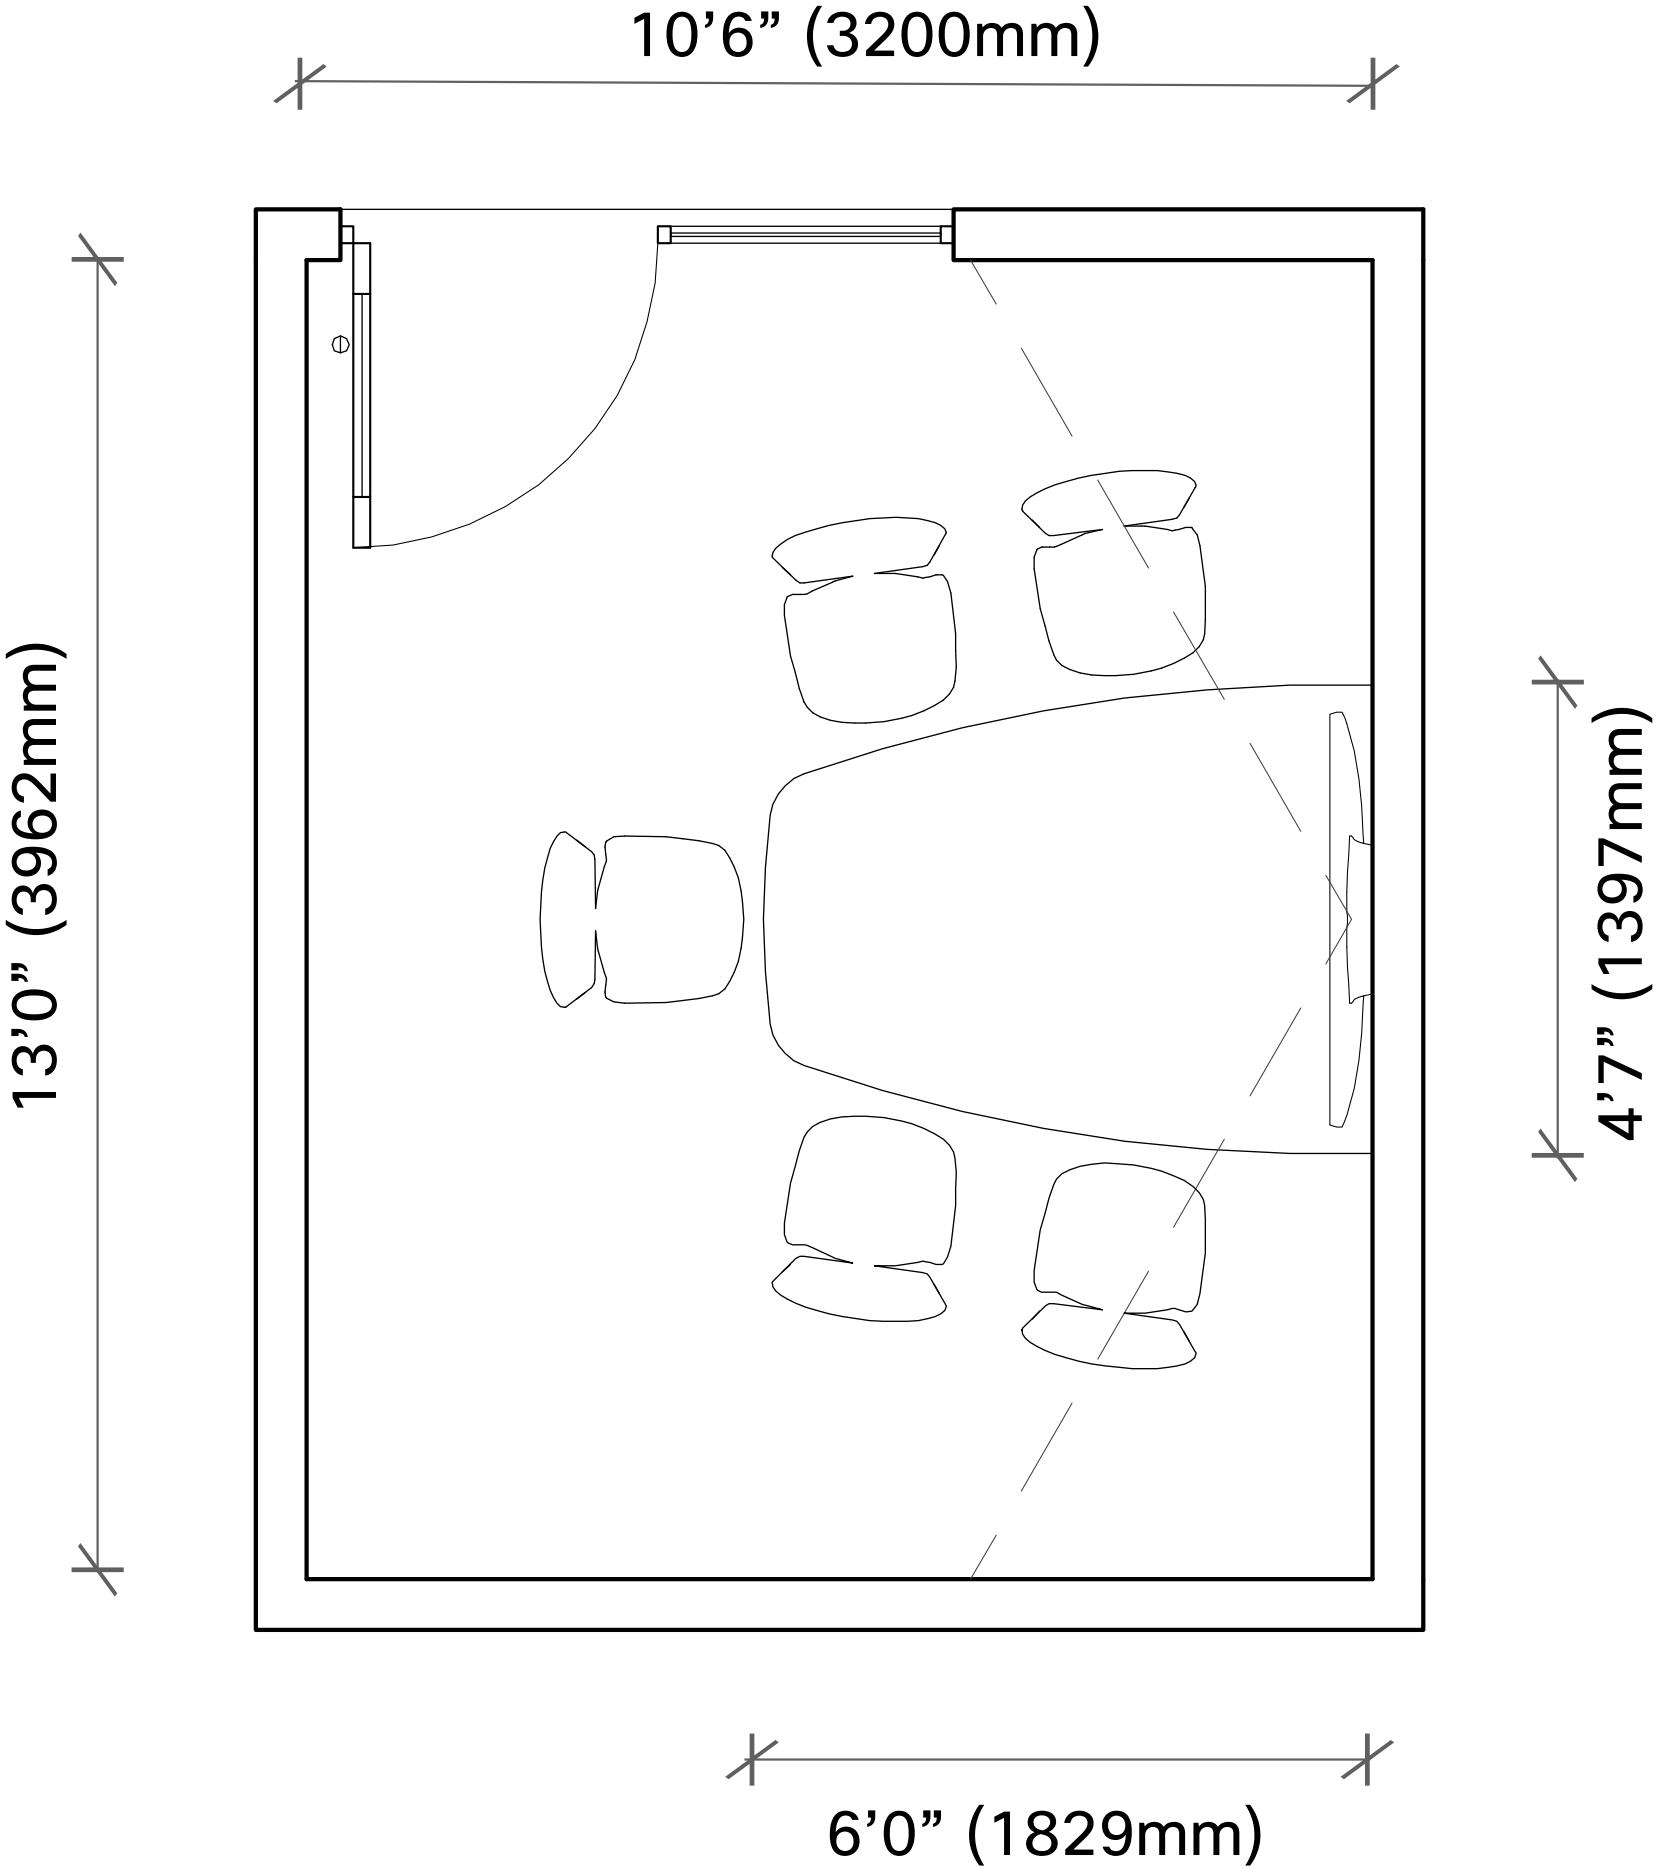 10’6” (3200mm)
13’0” (3962mm)
4’7” (1397mm)
6’0” (1829mm)